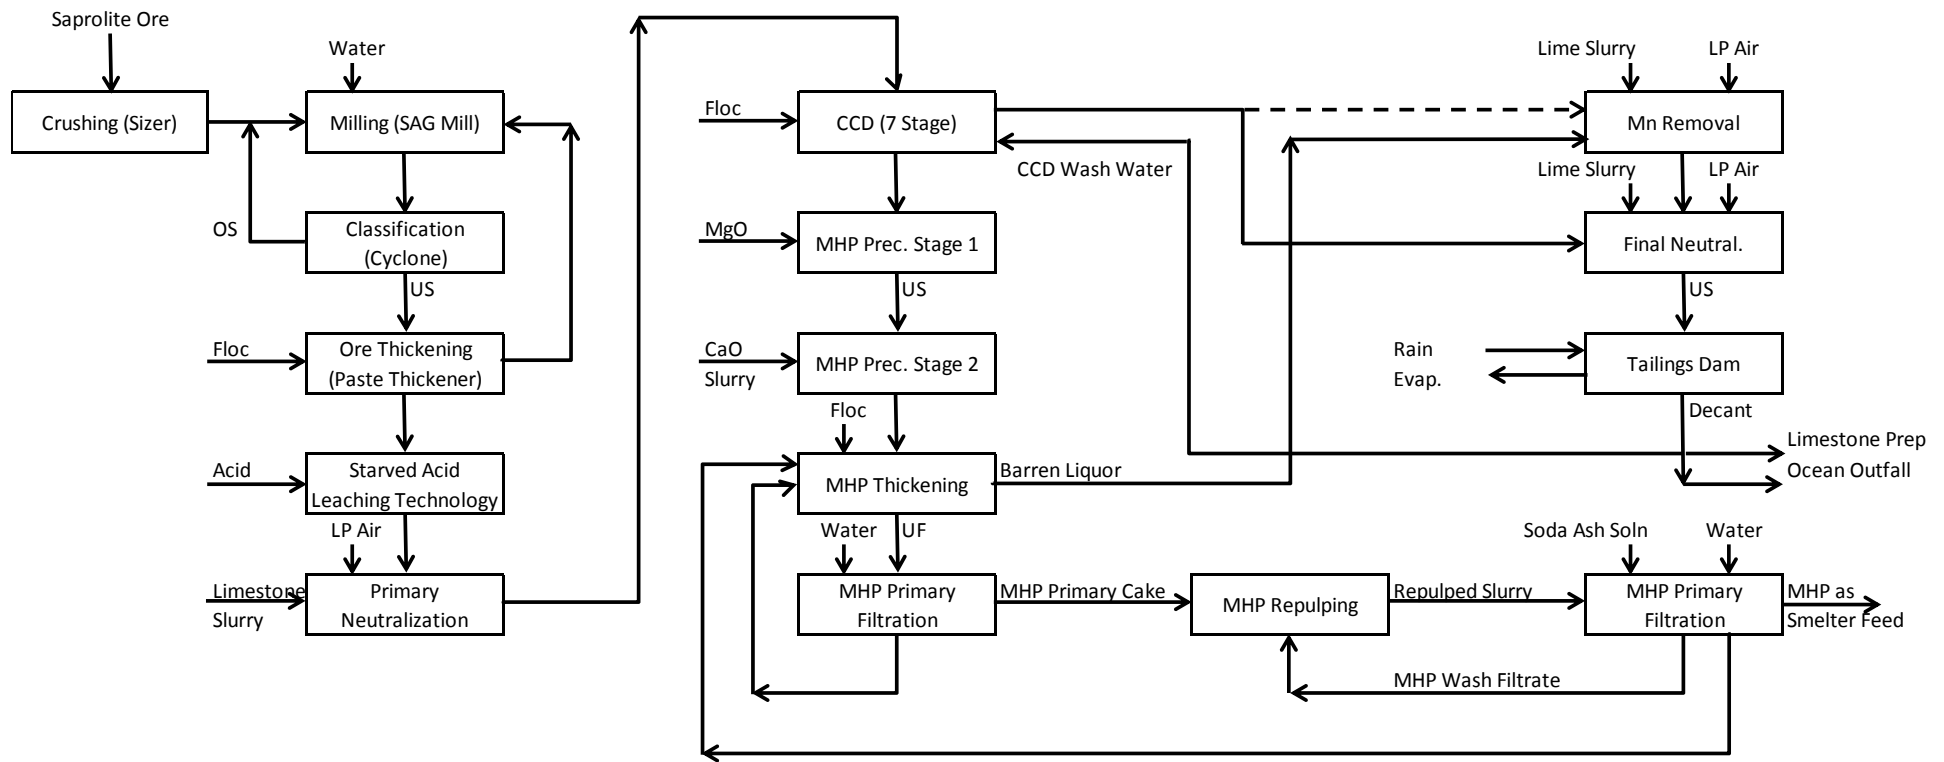 Saprolite Ore
Water
Crushing (Sizer)
Milling (SAG Mill)
OS
Classification
(Cyclone)
US
Floc
Ore Thickening
(Paste Thickener)
Acid
Starved Acid
Leaching Technology
LP Air
Limestone
Slurry
Primary
Neutralization
Floc
CCD (7 Stage)
CCD Wash Water
MgO
MHP Prec. Stage 1
US
CaO
Slurry
MHP Prec. Stage 2
Floc
MHP Thickening
Barren Liquor
Water
UF
MHP Primary
Filtration
MHP Primary Cake
MHP Repulping
Repulped Slurry
MHP Wash Filtrate
Lime Slurry
LP Air
Mn Removal
Lime Slurry
LP Air
Final Neutral.
US
Rain
Evap.
Tailings Dam
Decant
Limestone Prep
Ocean Outfall
Soda Ash Soln
Water
MHP Primary
Filtration
MHP as
Smelter Feed